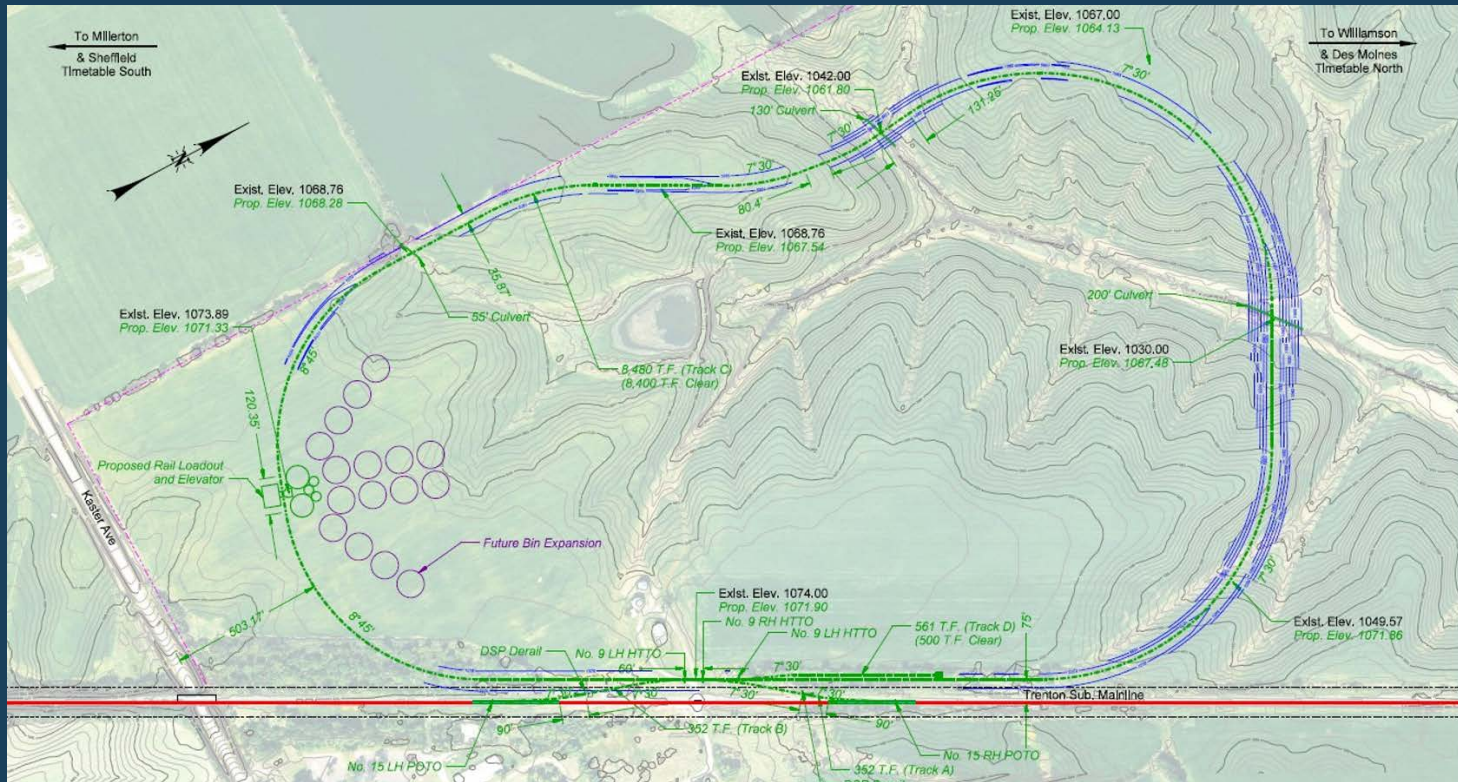 To Millerton
& Sheffield
Timetable South
Exist. Elev. 1067.00
Prop. Elev. 1064.13
To Williamson
& Des Moines
Timetable North
7°30'
Exist. Elev. 1042.00
Prop. Elev. 1061.80
130' Culvert
131.25'
7°30'
7°30'
80.4'
Exist. Elev. 1068.76
Prop. Elev. 1068.28
Exist. Elev. 1068.76
Prop. Elev. 1067.54
35.87'
55' Culvert
200' Culvert
Exist. Elev. 1073.89
Prop. Elev. 1071.33
Exist. Elev. 1030.00
Prop. Elev. 1067.48
8°45'
8,480 T.F. (Track C)
(8,400 T.F. Clear)
120.35'
Proposed Rail Loadout
and Elevator
Kaster Ave
Future Bin Expansion
7°30'
503.17'
8°45'
Exist. Elev. 1074.00
Prop. Elev. 1071.90
No. 9 RH HTTO
No. 9 LH HTTO
561 T.F. (Track D)
(500 T.F. Clear)
75'
Exist. Elev. 1049.57
Prop. Elev. 1071.86
DSP Derail
No. 9 LH HTTO
60'
7°30'
Trenton Sub. Mainline
7°30'
7°30'
7°30'
7°30'
90'
352 T.F. (Track B)
90'
No. 15 LH POTO
No. 15 RH POTO
352 T.F. (Track A)